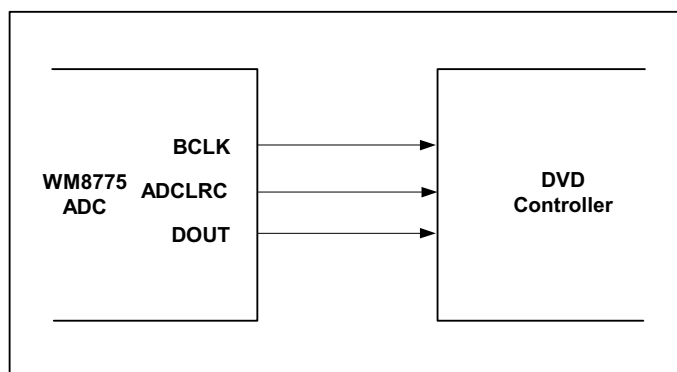 BCLK
WM8775
ADC
ADCLRC
DOUT
DVD
Controller